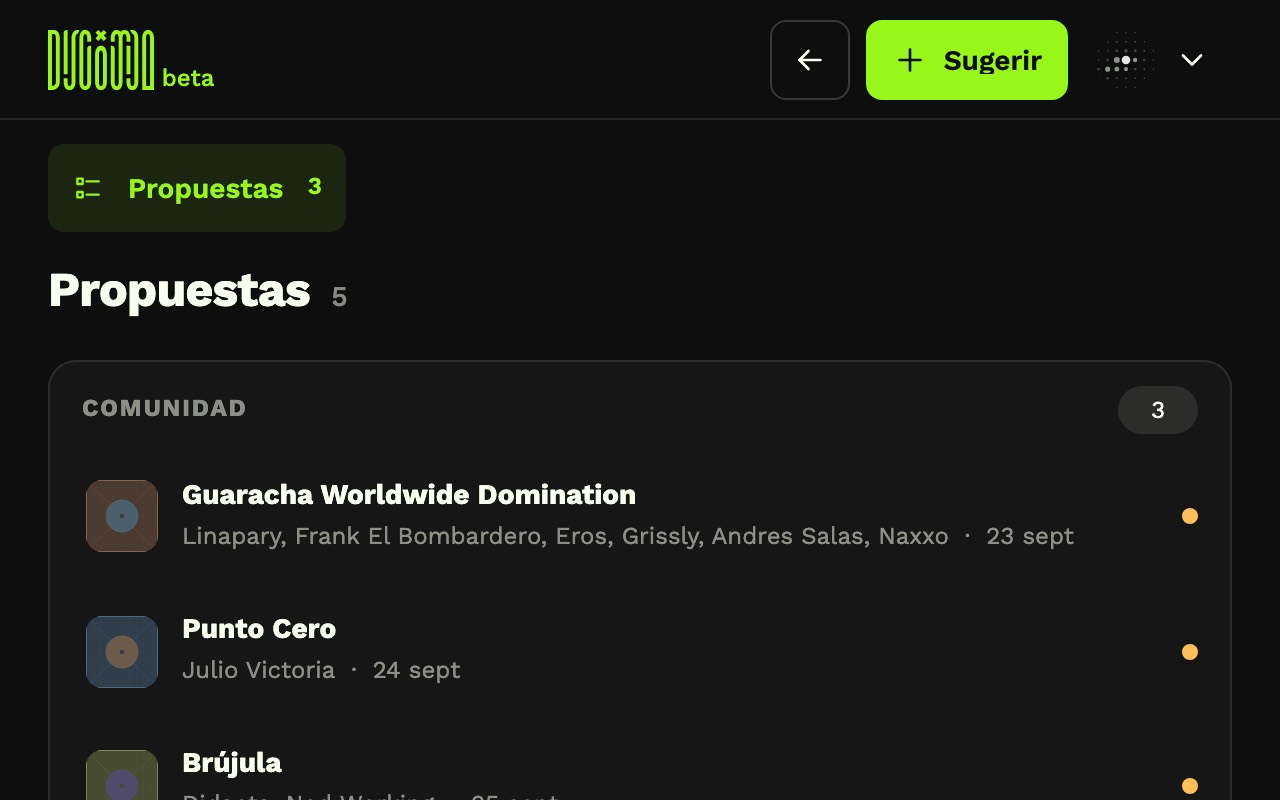 beta
Sugerir
Propuestas 3
Propuestas 5
COMUNIDAD 3
Guaracha Worldwide Domination
Linapary, Frank El Bombardero, Eros, Grissly, Andres Salas, Naxxo · 23 sept
Punto Cero
Julio Victoria · 24 sept
Brújula